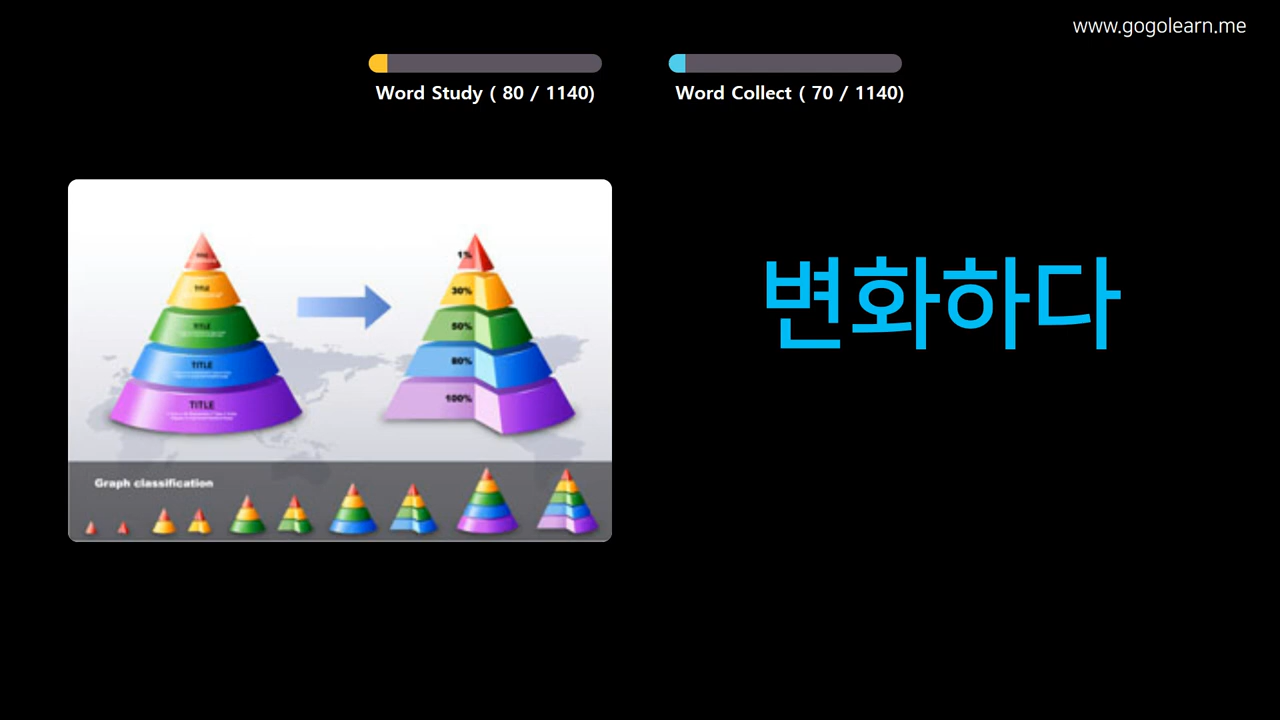 www.gogolearn.me
Word Study ( 80 / 1140)
Word Collect ( 70 / 1140)
변화하다
TITLE
TITLE
TITLE
TITLE
1%
30%
50%
80%
100%
Graph classification